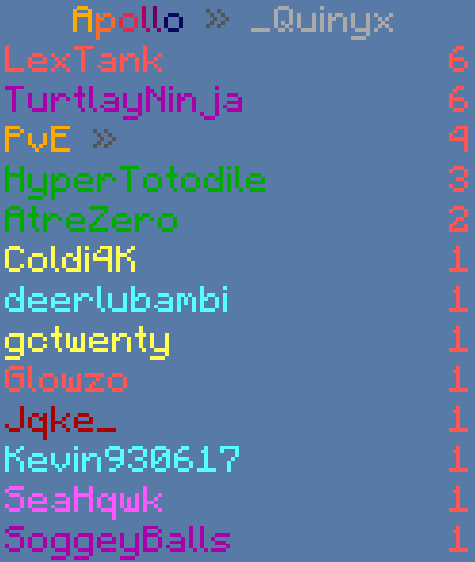 Apollo » _Quinyx
LexTank 6
TurtlayNinja 6
PvE » 4
HyperTotodile 3
AtreZero 2
Coldi4K 1
deerlubambi 1
gotwenty 1
Glowzo 1
Jqke_ 1
Kevin930617 1
SeaHqwk 1
SoggeyBalls 1